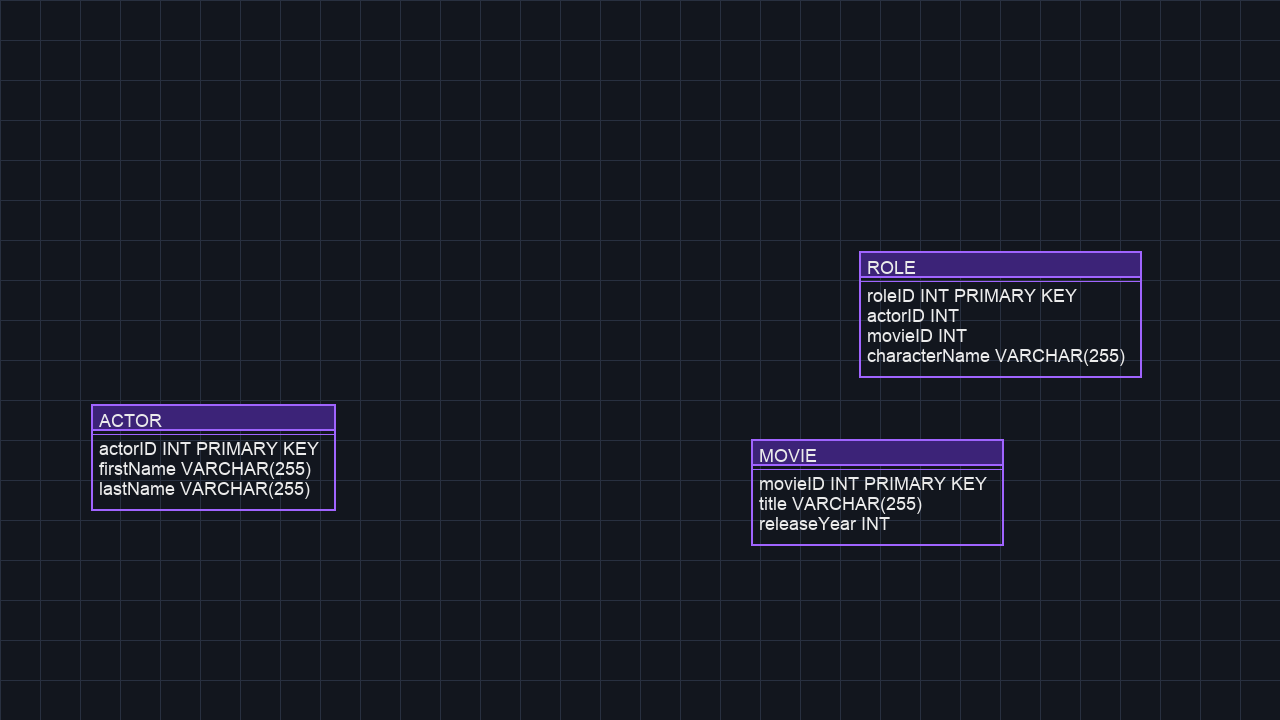 ROLE
roleID INT PRIMARY KEY
actorID INT
movieID INT
characterName VARCHAR(255)
ACTOR
actorID INT PRIMARY KEY
firstName VARCHAR(255)
lastName VARCHAR(255)
MOVIE
movieID INT PRIMARY KEY
title VARCHAR(255)
releaseYear INT